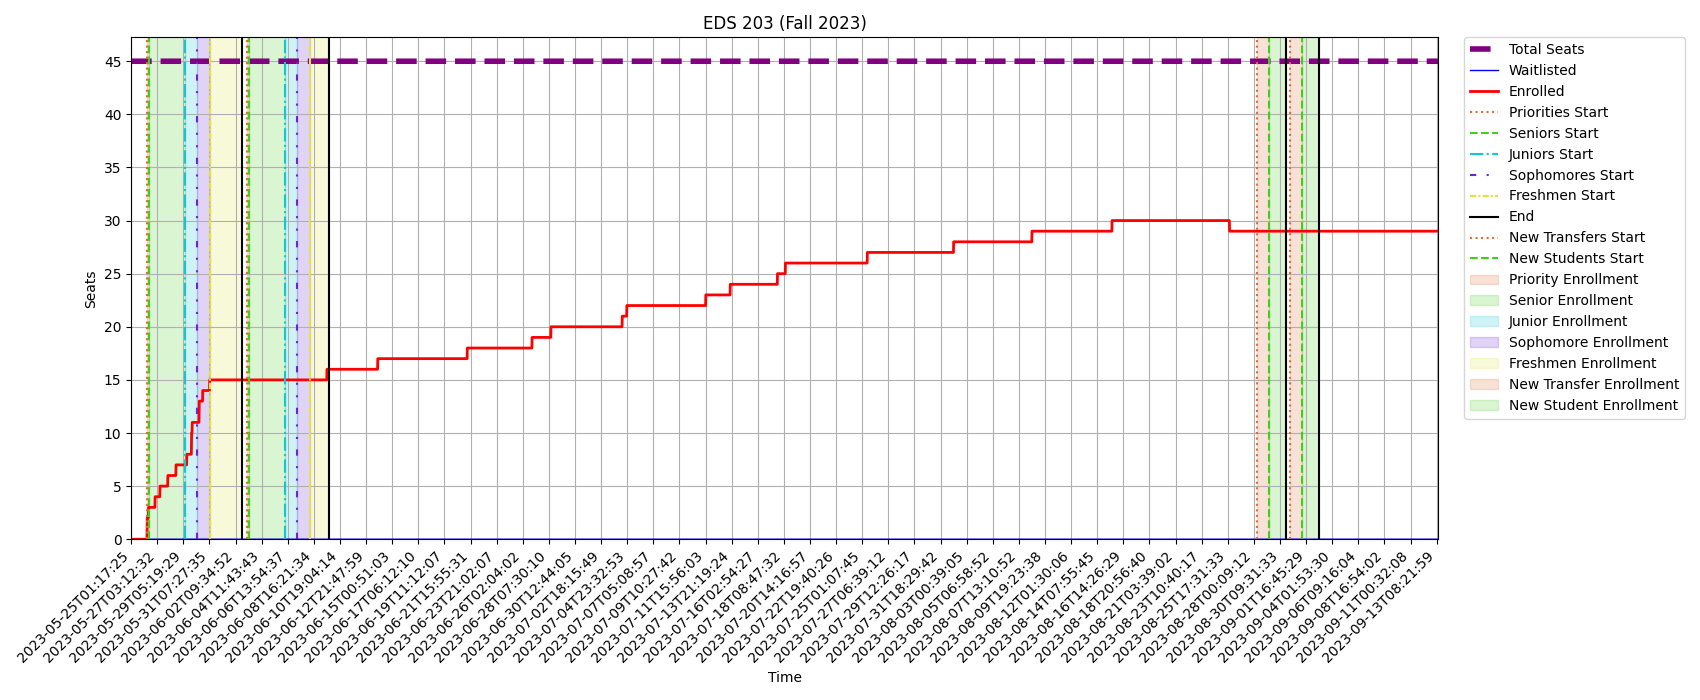 EDS 203 (Fall 2023)
Seats
45
40
35
30
25
20
15
10
5
0
2023-05-25T01:17:25
2023-05-27T03:12:32
2023-05-29T05:19:29
2023-05-31T07:27:35
2023-06-02T09:34:52
2023-06-04T11:43:43
2023-06-06T13:54:37
2023-06-08T16:21:34
2023-06-10T19:04:14
2023-06-12T21:47:59
2023-06-15T00:51:03
2023-06-17T06:12:10
2023-06-19T11:12:07
2023-06-21T15:55:31
2023-06-23T21:02:07
2023-06-26T02:04:02
2023-06-28T07:30:10
2023-06-30T12:44:05
2023-07-02T18:15:49
2023-07-04T23:32:53
2023-07-07T05:08:57
2023-07-09T10:27:42
2023-07-11T15:56:03
2023-07-13T21:19:24
2023-07-16T02:54:27
2023-07-18T08:47:32
2023-07-20T14:16:57
2023-07-22T19:40:26
2023-07-25T01:07:45
2023-07-27T06:39:12
2023-07-29T12:26:17
2023-07-31T18:29:42
2023-08-03T00:39:05
2023-08-05T06:58:52
2023-08-07T13:10:52
2023-08-09T19:23:38
2023-08-12T01:30:06
2023-08-14T07:55:45
2023-08-16T14:26:29
2023-08-18T20:56:40
2023-08-21T03:39:02
2023-08-23T10:40:17
2023-08-25T17:31:33
2023-08-28T00:09:12
2023-08-30T09:31:33
2023-09-01T16:45:29
2023-09-04T01:53:30
2023-09-06T09:16:04
2023-09-08T16:54:02
2023-09-11T00:32:08
2023-09-13T08:21:59
Time
Total Seats
Waitlisted
Enrolled
Priorities Start
Seniors Start
Juniors Start
Sophomores Start
Freshmen Start
End
New Transfers Start
New Students Start
Priority Enrollment
Senior Enrollment
Junior Enrollment
Sophomore Enrollment
Freshmen Enrollment
New Transfer Enrollment
New Student Enrollment